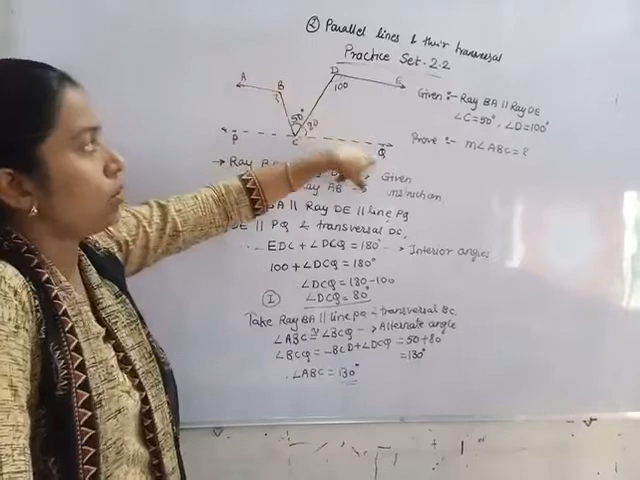 ② Parallel lines & their transversal
Practice Set-2.2
A B D E
? 100
50° 80
P C Q
Given :- Ray BA || Ray DE
∠C=50°, ∠D=100°
Prove :- m∠ABC=?
→ Ray
Given
Ray AB
BA || Ray DE || line PQ
DE || PQ & transversal DC,
∴ EDC + ∠DCQ = 180° -> Interior angles
100 + ∠DCQ = 180°
∠DCQ = 180-100
Ⓘ ∠DCQ = 80°
Take Ray BA || line PQ & transversal BC.
∠ABC ≅ ∠BCQ -> Alternate angle
∠BCQ = ∠BCD+∠DCQ = 50+80
=130°
∴ ∠ABC = 130°